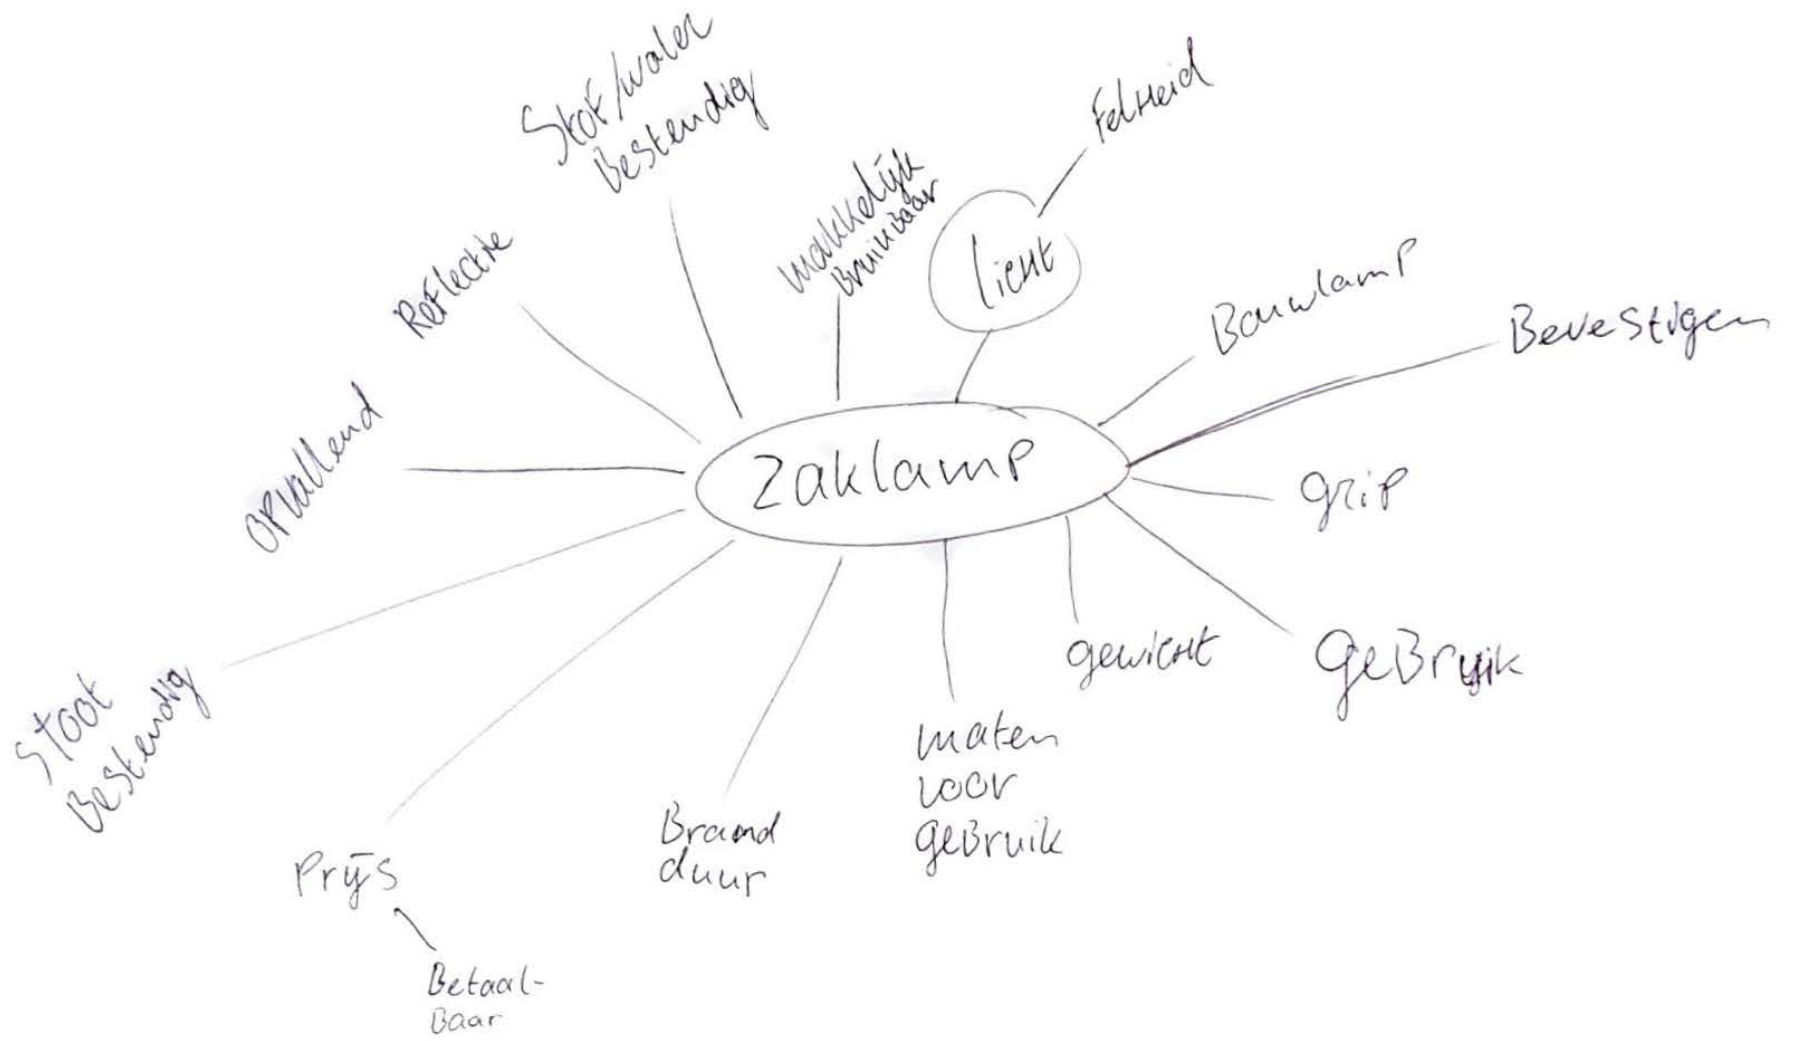 Stof/water
Bestendig
Felheid
makkelijk
Bruikbaar
licht
Reflectie
Bouwlamp
Bevestigen
opvallend
Zaklamp
Grip
gewicht
Gebruik
Stoot
Bestendig
maten
voor
gebruik
Brand
duur
Prijs
Betaal-
Baar